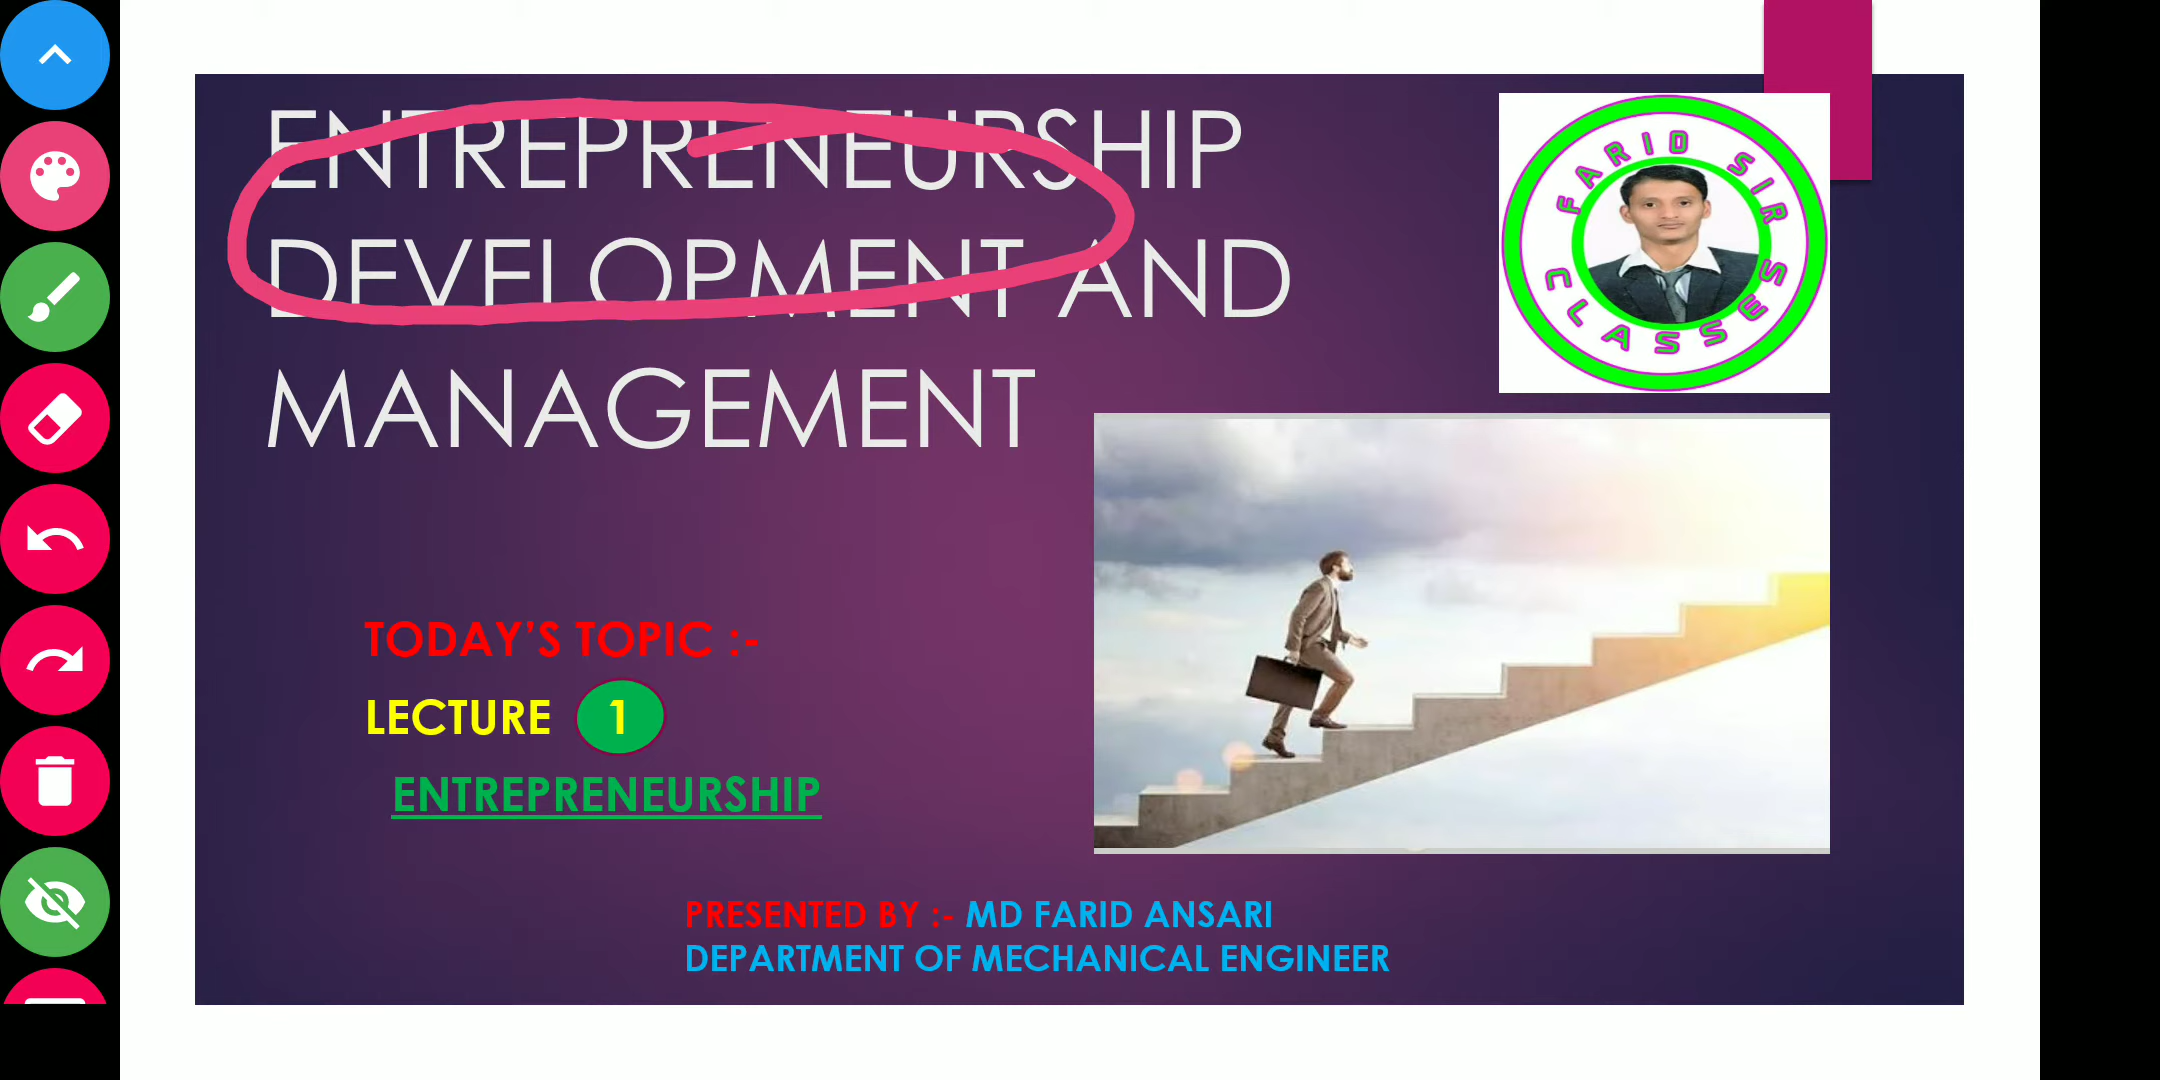 ENTREPRENEURSHIP
DEVELOPMENT AND
MANAGEMENT
FARID SIR
CLASSES
TODAY’S TOPIC :-
LECTURE 1
ENTREPRENEURSHIP
PRESENTED BY :- MD FARID ANSARI
DEPARTMENT OF MECHANICAL ENGINEER